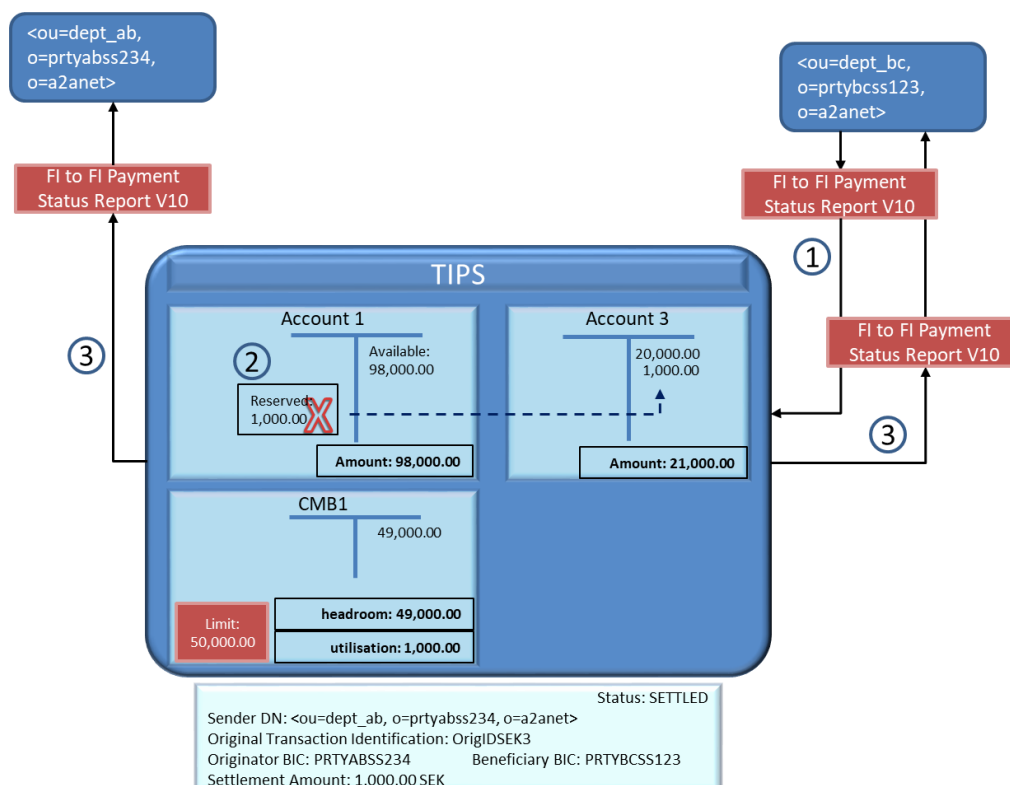 <ou=dept_ab,
o=prtyabss234,
o=a2anet>
<ou=dept_bc,
o=prtybcss123,
o=a2anet>
FI to FI Payment
Status Report V10
FI to FI Payment
Status Report V10
1
TIPS
FI to FI Payment
Status Report V10
3
3
Account 1
2
Available:
98,000.00
Reserved:
1,000.00
X
Amount: 98,000.00
Account 3
20,000.00
1,000.00
Amount: 21,000.00
CMB1
49,000.00
Limit:
50,000.00
headroom: 49,000.00
utilisation: 1,000.00
Status: SETTLED
Sender DN: <ou=dept_ab, o=prtyabss234, o=a2anet>
Original Transaction Identification: OrigIDSEK3
Originator BIC: PRTYABSS234 Beneficiary BIC: PRTYBCSS123
Settlement Amount: 1,000.00 SEK